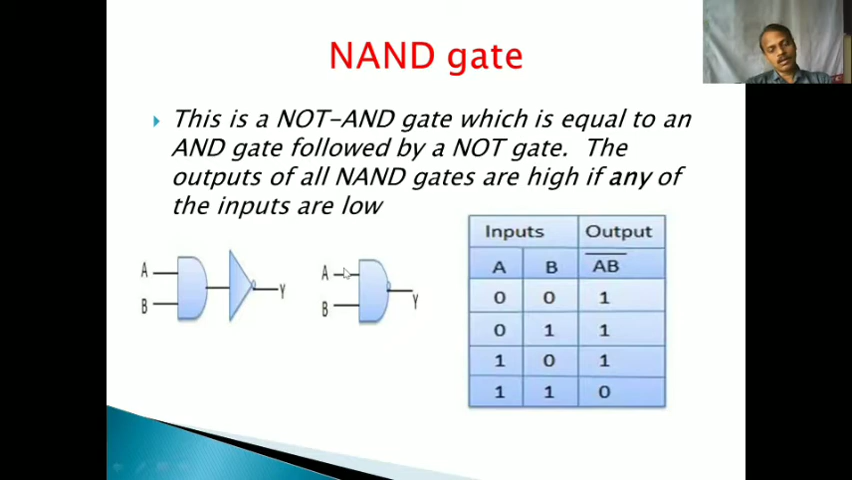 NAND gate
This is a NOT-AND gate which is equal to an
AND gate followed by a NOT gate. The
outputs of all NAND gates are high if any of
the inputs are low
A
B
Y
A
B
Y
Inputs Output
A B A̅B̅
0 0 1
0 1 1
1 0 1
1 1 0